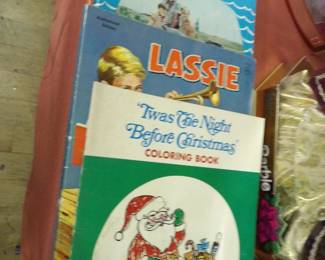 LASSIE
'Twas The Night
Before Christmas
COLORING BOOK